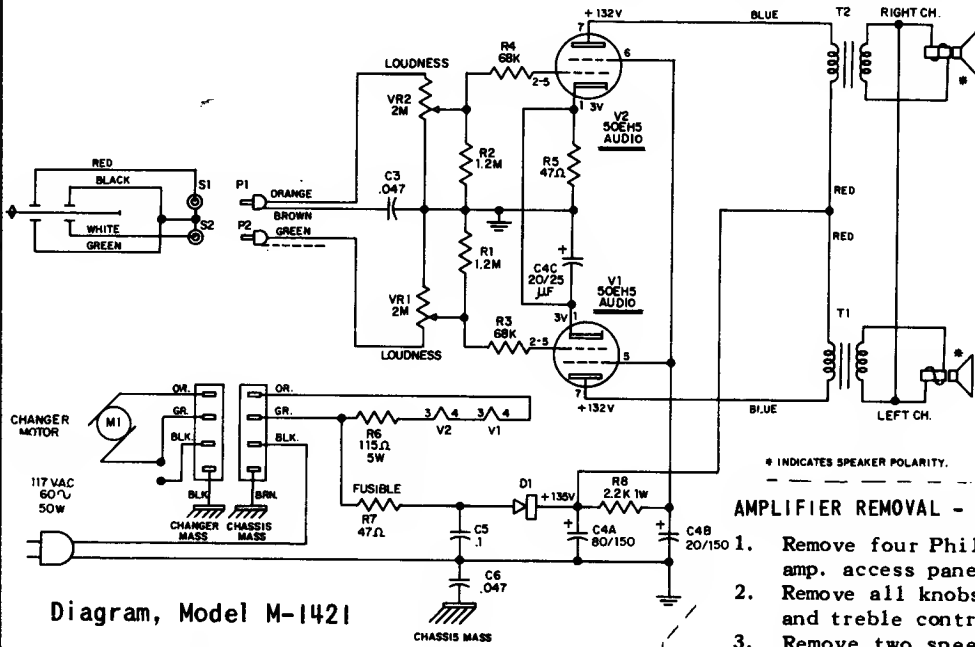 +132V
BLUE
T2
RIGHT CH.
7
R4
68K
6
LOUDNESS
2-5
*
VR2
2M
1
3V
V2
50EH5
AUDIO
R2
1.2M
R5
47Ω
RED
BLACK
S1
P1
ORANGE
C3
.047
RED
BROWN
WHITE
S2
P2
GREEN
GREEN
RED
R1
1.2M
+
C4C
20/25
μF
V1
50EH5
AUDIO
VR1
2M
R3
68K
3V
1
T1
2-5
5
*
LOUDNESS
7
+132V
BLUE
LEFT CH.
OR.
OR.
CHANGER
MOTOR
M1
GR.
GR.
3 4
3 4
R6
115Ω
5W
V2
V1
BLK.
BLK.
* INDICATES SPEAKER POLARITY.
117 VAC
60~
50W
FUSIBLE
D1
+135V
R8
2.2K 1W
BLK
BRN.
R7
47Ω
AMPLIFIER REMOVAL -
CHANGER
MASS
CHASSIS
MASS
C5
.1
+
C4A
80/150
+
C4B
20/150
1. Remove four Phil
amp. access pane
C6
.047
2. Remove all knobs
and treble contr
Diagram, Model M-1421
CHASSIS MASS
3. Remove two spee